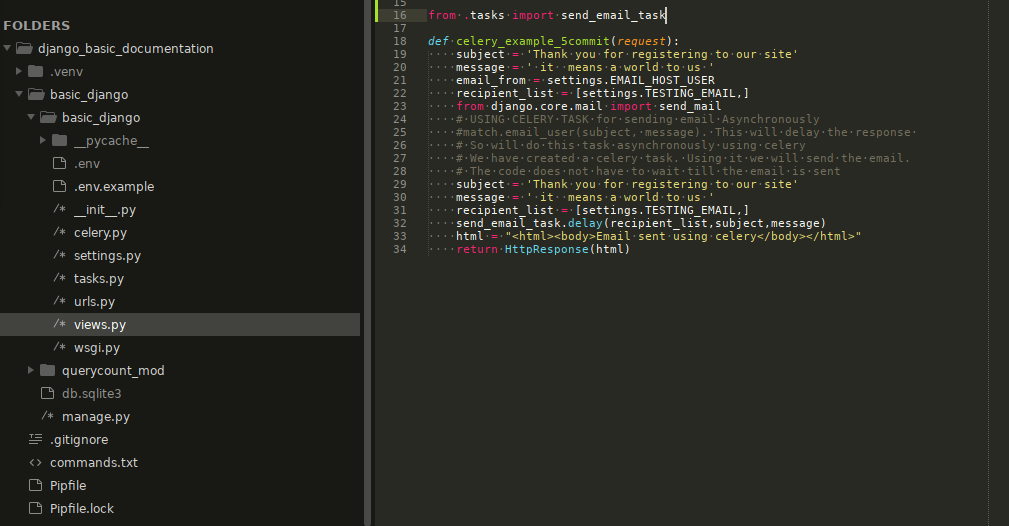 FOLDERS
django_basic_documentation
.venv
basic_django
basic_django
__pycache__
.env
.env.example
/* __init__.py
/* celery.py
/* settings.py
/* tasks.py
/* urls.py
/* views.py
/* wsgi.py
querycount_mod
db.sqlite3
/* manage.py
.gitignore
<> commands.txt
Pipfile
Pipfile.lock
15
16 from .tasks import send_email_task
17
18 def celery_example_5commit(request):
19 subject = 'Thank you for registering to our site'
20 message = ' it  means a world to us '
21 email_from = settings.EMAIL_HOST_USER
22 recipient_list = [settings.TESTING_EMAIL,]
23 from django.core.mail import send_mail
24 # USING CELERY TASK for sending email Asynchronously
25 #match.email_user(subject, message). This will delay the response
26 # So will do this task asynchronously using celery
27 # We have created a celery task. Using it we will send the email.
28 # The code does not have to wait till the email is sent
29 subject = 'Thank you for registering to our site'
30 message = ' it  means a world to us '
31 recipient_list = [settings.TESTING_EMAIL,]
32 send_email_task.delay(recipient_list,subject,message)
33 html = "<html><body>Email sent using celery</body></html>"
34 return HttpResponse(html)